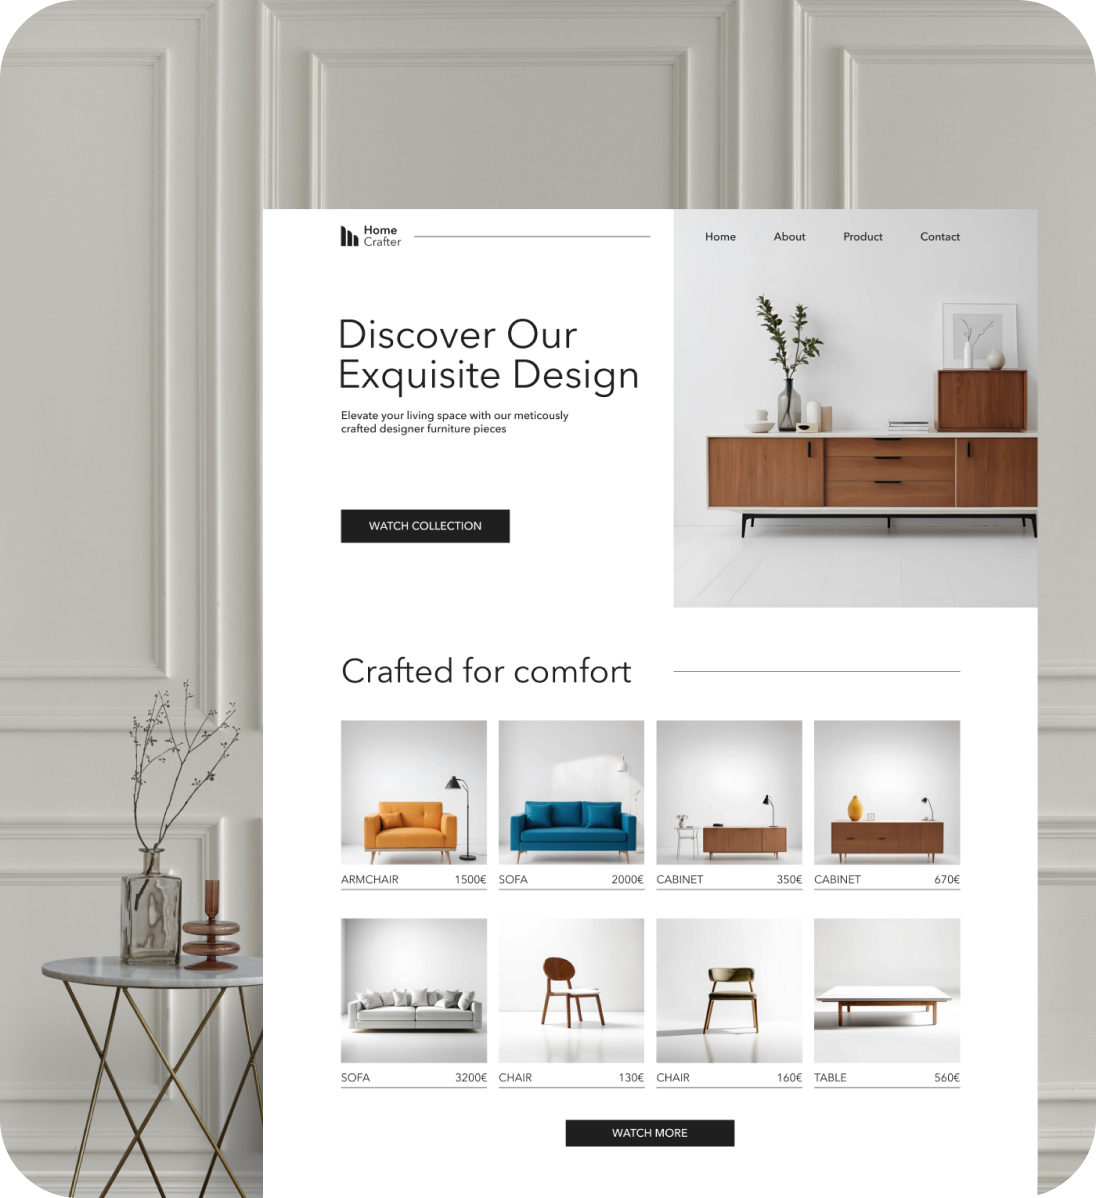 Home
Crafter
Home About Product Contact
Discover Our
Exquisite Design
Elevate your living space with our meticously
crafted designer furniture pieces
WATCH COLLECTION
Crafted for comfort
ARMCHAIR 1500€
SOFA 2000€
CABINET 350€
CABINET 670€
SOFA 3200€
CHAIR 130€
CHAIR 160€
TABLE 560€
WATCH MORE